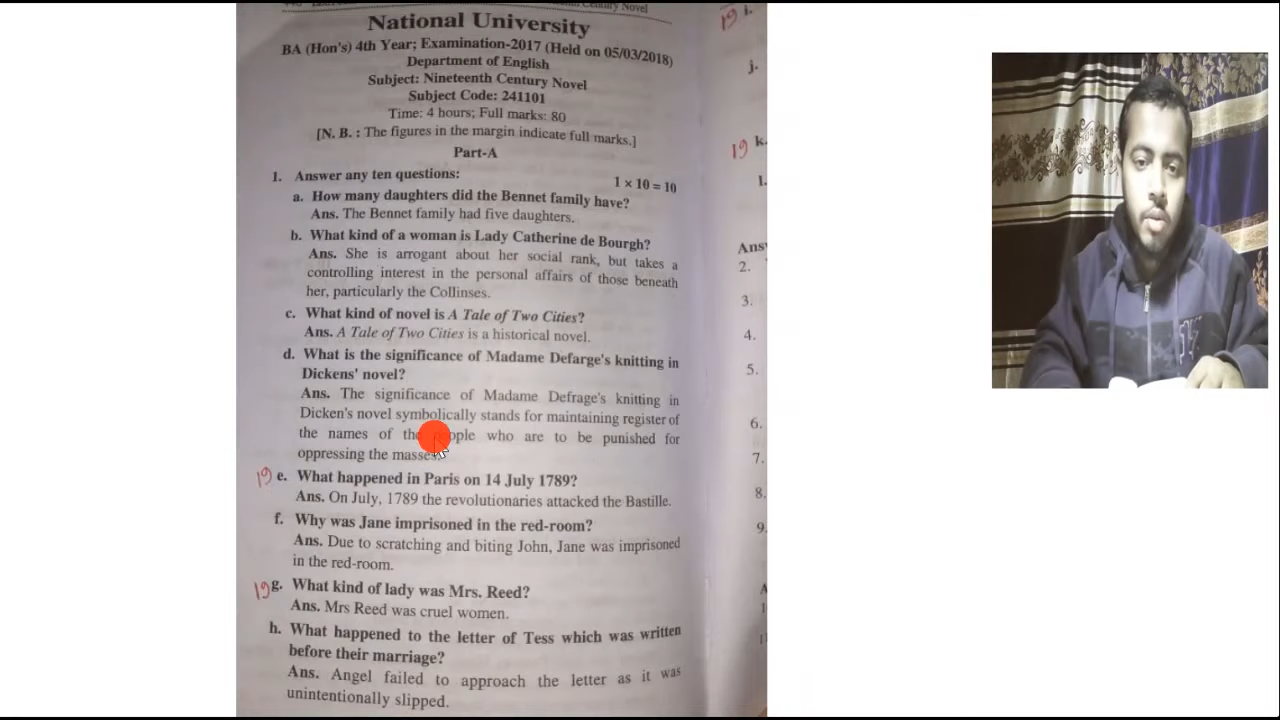 Century Novel
National University
BA (Hon's) 4th Year; Examination-2017 (Held on 05/03/2018)
Department of English
Subject: Nineteenth Century Novel
Subject Code: 241101
Time: 4 hours; Full marks: 80
[N. B. : The figures in the margin indicate full marks.]
Part-A
1. Answer any ten questions: 1 × 10 = 10
a. How many daughters did the Bennet family have?
Ans. The Bennet family had five daughters.
b. What kind of a woman is Lady Catherine de Bourgh?
Ans. She is arrogant about her social rank, but takes a
controlling interest in the personal affairs of those beneath
her, particularly the Collinses.
c. What kind of novel is A Tale of Two Cities?
Ans. A Tale of Two Cities is a historical novel.
d. What is the significance of Madame Defarge's knitting in
Dickens' novel?
Ans. The significance of Madame Defrage's knitting in
Dicken's novel symbolically stands for maintaining register of
the names of the people who are to be punished for
oppressing the masses.
19 e. What happened in Paris on 14 July 1789?
Ans. On July, 1789 the revolutionaries attacked the Bastille.
f. Why was Jane imprisoned in the red-room?
Ans. Due to scratching and biting John, Jane was imprisoned
in the red-room.
19 g. What kind of lady was Mrs. Reed?
Ans. Mrs Reed was cruel women.
h. What happened to the letter of Tess which was written
before their marriage?
Ans. Angel failed to approach the letter as it was
unintentionally slipped.
19 i.
j.
19 k.
l.
Ans
2.
3.
4.
5.
6.
7.
8.
9.